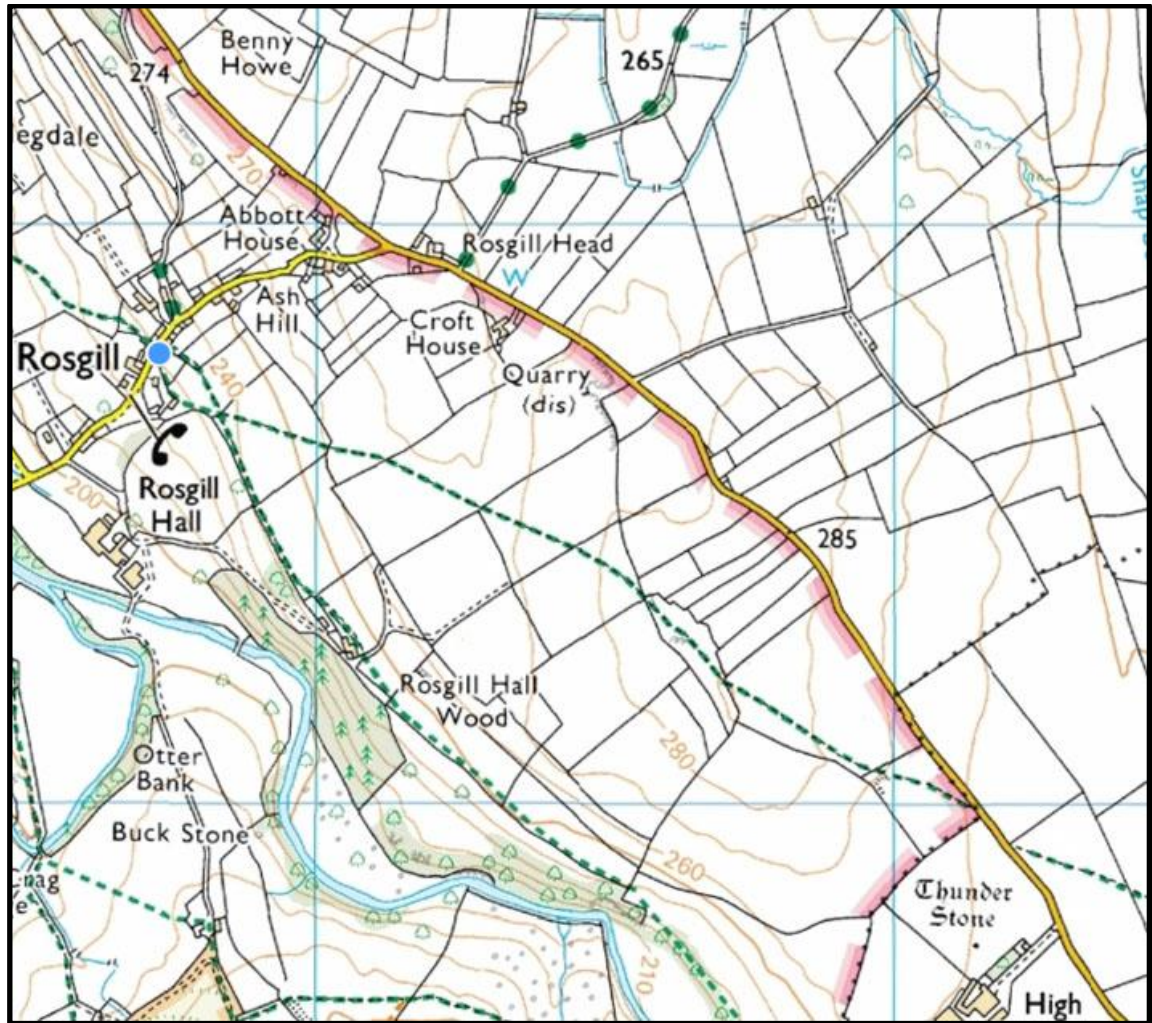 Benny
Howe
274
265
egdale
270
Abbott
House
Rosgill Head
W
Ash
Hill
Croft
House
Rosgill
240
Quarry
(dis)
200
Rosgill
Hall
285
Rosgill Hall
Wood
280
Otter
Bank
Buck Stone
260
Thunder
Stone
210
High